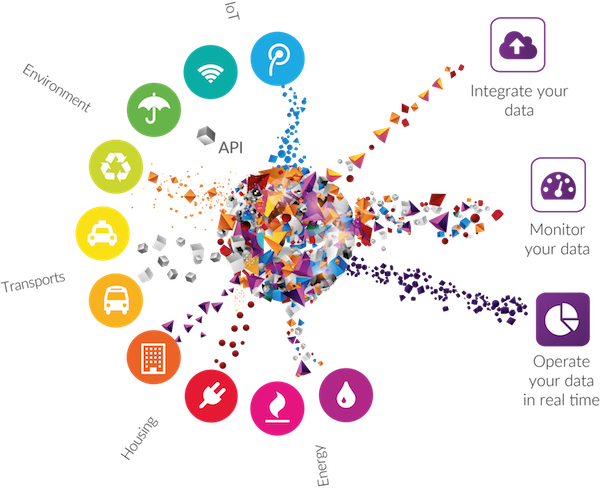 IoT
Environment
API
Transports
Housing
Energy
Integrate your
data
Monitor
your data
Operate
your data
in real time